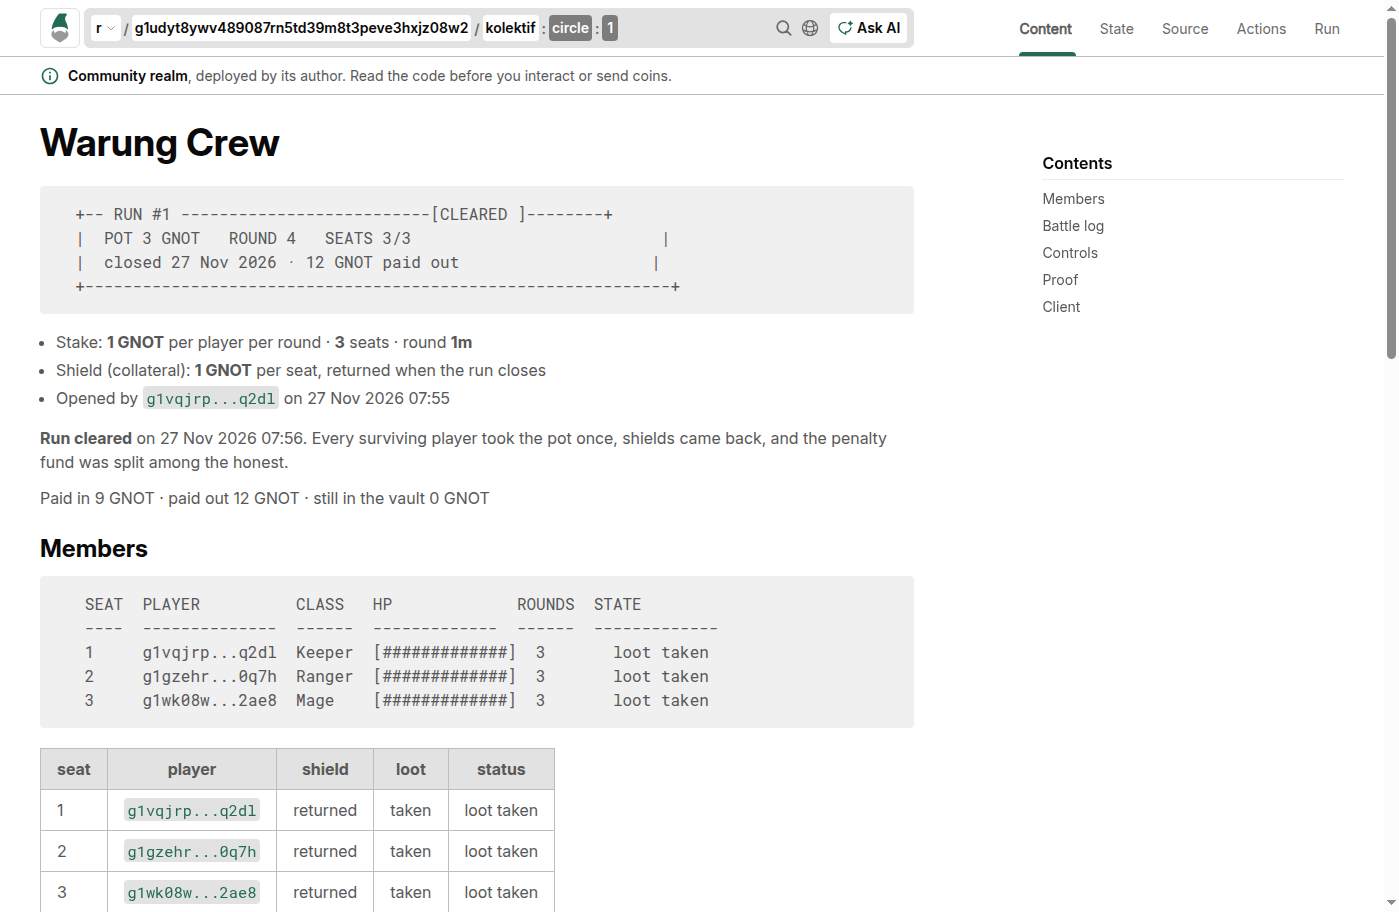 r / g1udyt8ywv489087rn5td39m8t3peve3hxjz08w2 / kolektif : circle : 1
Ask AI
Content State Source Actions Run
Community realm, deployed by its author. Read the code before you interact or send coins.
Warung Crew
+-- RUN #1 --------------------------[CLEARED ]--------+
| POT 3 GNOT ROUND 4 SEATS 3/3 |
| closed 27 Nov 2026 · 12 GNOT paid out |
+-------------------------------------------------------------+
• Stake: 1 GNOT per player per round · 3 seats · round 1m
• Shield (collateral): 1 GNOT per seat, returned when the run closes
• Opened by g1vqjrp...q2dl on 27 Nov 2026 07:55
Run cleared on 27 Nov 2026 07:56. Every surviving player took the pot once, shields came back, and the penalty
fund was split among the honest.
Paid in 9 GNOT · paid out 12 GNOT · still in the vault 0 GNOT
Members
SEAT PLAYER CLASS HP ROUNDS STATE
---- -------------- ------ ------------- ------ -------------
1 g1vqjrp...q2dl Keeper [#############] 3 loot taken
2 g1gzehr...0q7h Ranger [#############] 3 loot taken
3 g1wk08w...2ae8 Mage [#############] 3 loot taken
seat player shield loot status
1 g1vqjrp...q2dl returned taken loot taken
2 g1gzehr...0q7h returned taken loot taken
3 g1wk08w...2ae8 returned taken loot taken
Contents
Members
Battle log
Controls
Proof
Client